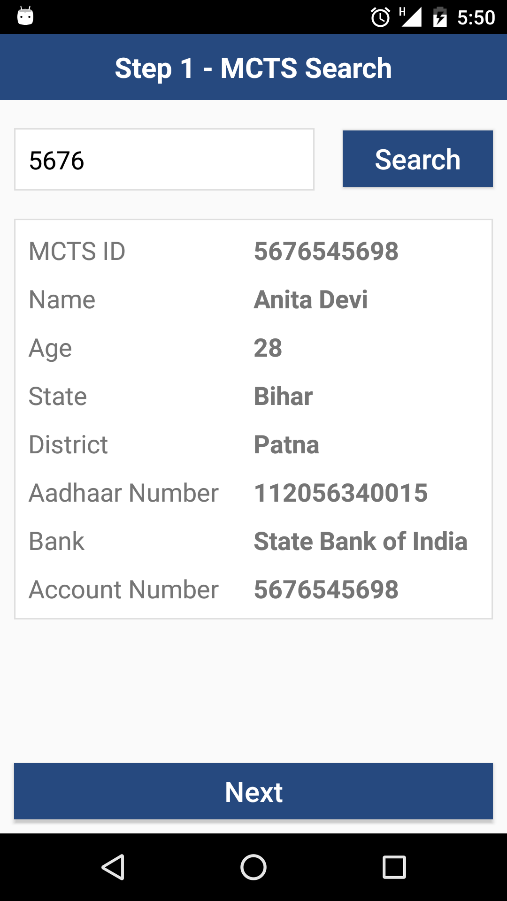 H 5:50
Step 1 - MCTS Search
5676 Search
MCTS ID 5676545698
Name Anita Devi
Age 28
State Bihar
District Patna
Aadhaar Number 112056340015
Bank State Bank of India
Account Number 5676545698
Next